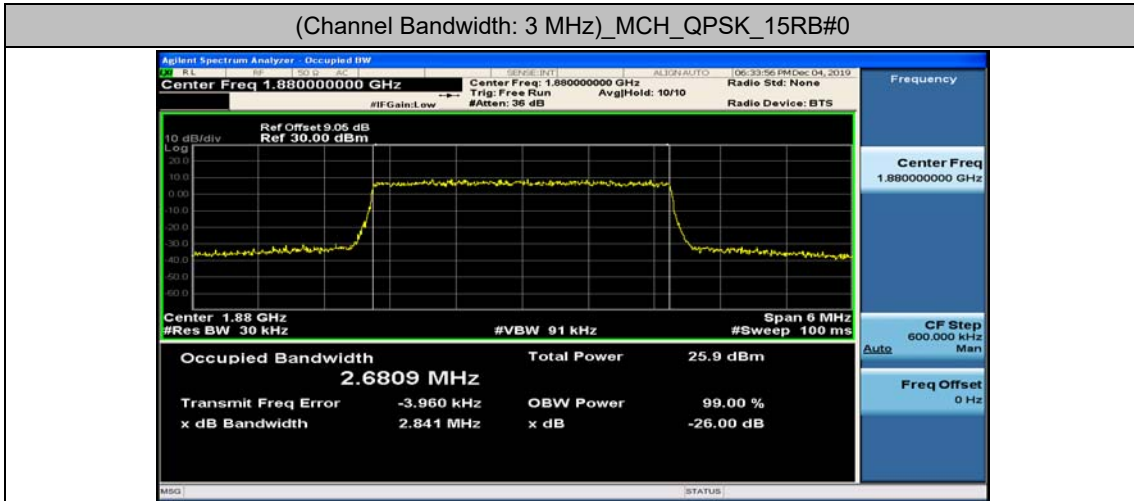 (Channel Bandwidth: 3 MHz)_MCH_QPSK_15RB#0
Agilent Spectrum Analyzer - Occupied BW
RL RF 50 Ω AC SENSE:INT ALIGN AUTO 06:33:56 PM Dec 04, 2019
Center Freq 1.880000000 GHz
Center Freq: 1.880000000 GHz
Radio Std: None
Trig: Free Run
Avg|Hold: 10/10
#IFGain:Low
#Atten: 36 dB
Radio Device: BTS
Ref Offset 9.05 dB
10 dB/div
Ref 30.00 dBm
Log
20.0
10.0
0.00
-10.0
-20.0
-30.0
-40.0
-50.0
-60.0
Center 1.88 GHz
Span 6 MHz
#Res BW 30 kHz
#VBW 91 kHz
#Sweep 100 ms
Occupied Bandwidth
Total Power 25.9 dBm
2.6809 MHz
Transmit Freq Error -3.960 kHz
OBW Power 99.00 %
x dB Bandwidth 2.841 MHz
x dB -26.00 dB
Frequency
Center Freq
1.880000000 GHz
CF Step
600.000 kHz
Auto Man
Freq Offset
0 Hz
MSG
STATUS